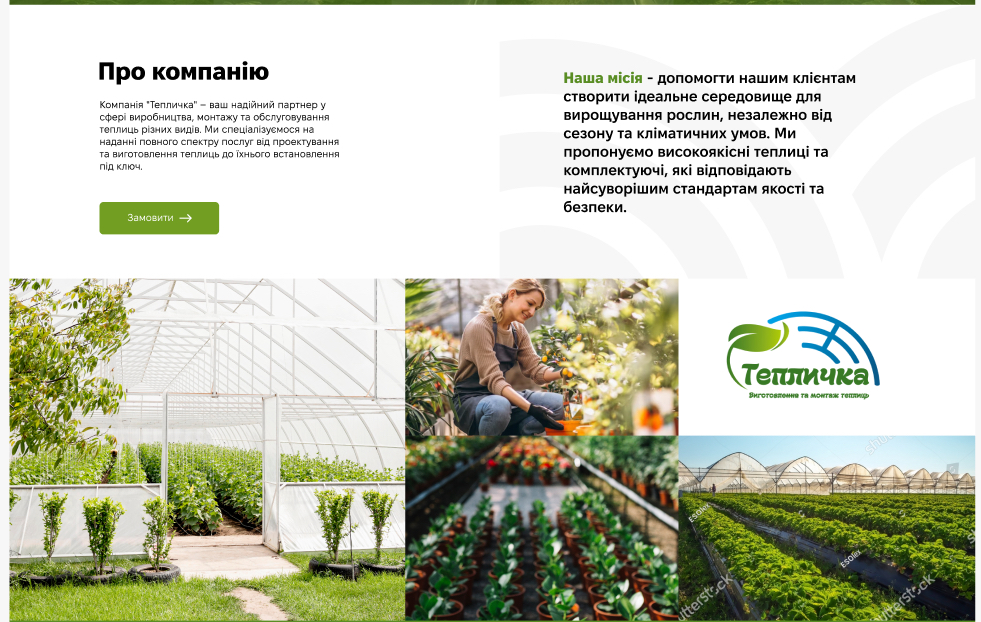 Про компанію
Компанія "Тепличка" – ваш надійний партнер у
сфері виробництва, монтажу та обслуговування
теплиць різних видів. Ми спеціалізуємося на
наданні повного спектру послуг від проектування
та виготовлення теплиць до їхнього встановлення
під ключ.
Замовити →
Наша місія - допомогти нашим клієнтам
створити ідеальне середовище для
вирощування рослин, незалежно від
сезону та кліматичних умов. Ми
пропонуємо високоякісні теплиці та
комплектуючі, які відповідають
найсуворішим стандартам якості та
безпеки.
Тепличка
Виготовлення та монтаж теплиць